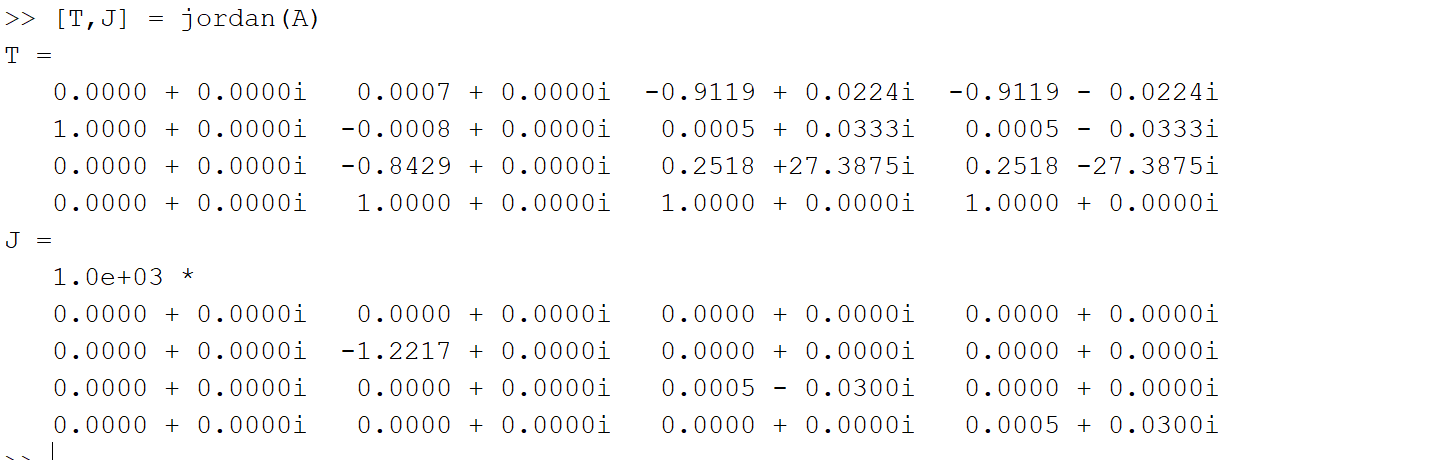 >> [T,J] = jordan(A)
T =
0.0000 + 0.0000i 0.0007 + 0.0000i -0.9119 + 0.0224i -0.9119 - 0.0224i
1.0000 + 0.0000i -0.0008 + 0.0000i 0.0005 + 0.0333i 0.0005 - 0.0333i
0.0000 + 0.0000i -0.8429 + 0.0000i 0.2518 +27.3875i 0.2518 -27.3875i
0.0000 + 0.0000i 1.0000 + 0.0000i 1.0000 + 0.0000i 1.0000 + 0.0000i
J =
1.0e+03 *
0.0000 + 0.0000i 0.0000 + 0.0000i 0.0000 + 0.0000i 0.0000 + 0.0000i
0.0000 + 0.0000i -1.2217 + 0.0000i 0.0000 + 0.0000i 0.0000 + 0.0000i
0.0000 + 0.0000i 0.0000 + 0.0000i 0.0005 - 0.0300i 0.0000 + 0.0000i
0.0000 + 0.0000i 0.0000 + 0.0000i 0.0000 + 0.0000i 0.0005 + 0.0300i
>>